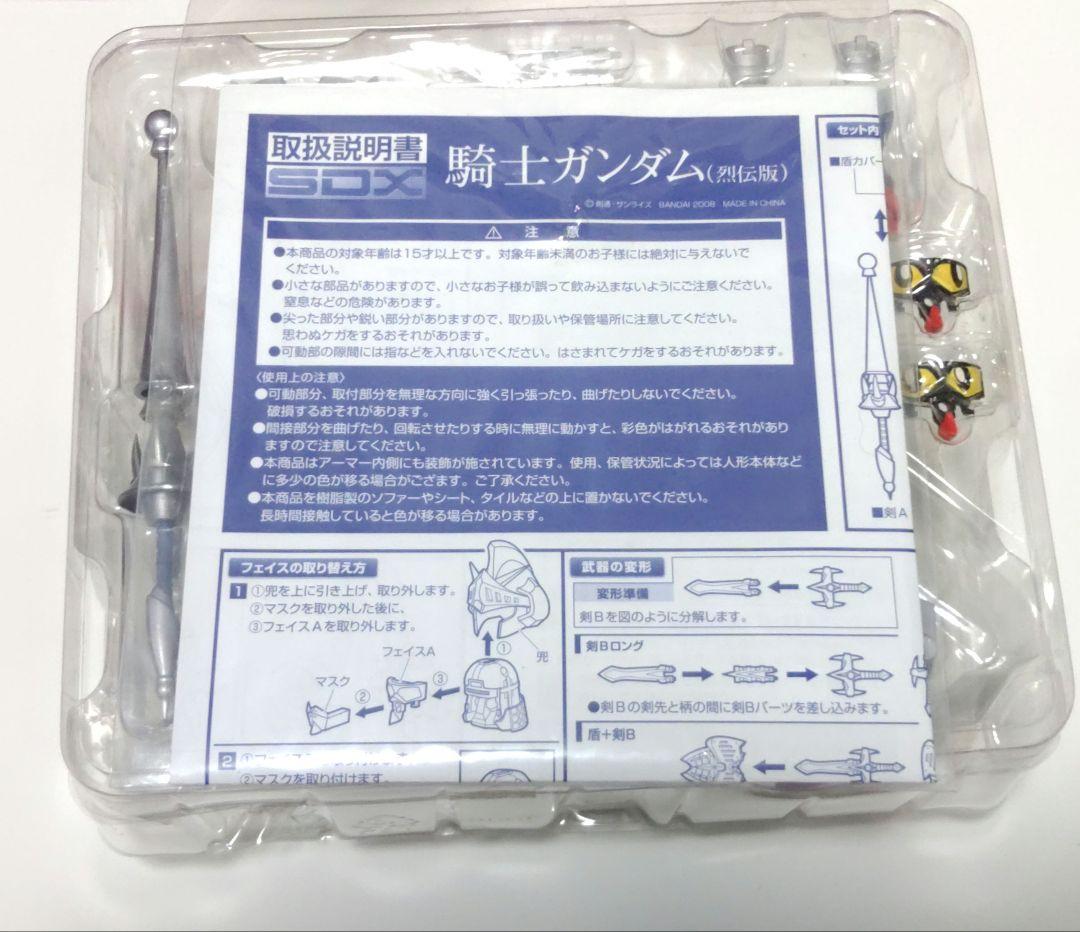 取扱説明書
SDX
騎士ガンダム(烈伝版)
©創通・サンライズ BANDAI 2008 MADE IN CHINA
⚠ 注 意
●本商品の対象年齢は15才以上です。対象年齢未満のお子様には絶対に与えないで
ください。
●小さな部品がありますので、小さなお子様が誤って飲み込まないようにご注意ください。
窒息などの危険があります。
●尖った部分や鋭い部分がありますので、取り扱いや保管場所に注意してください。
思わぬケガをするおそれがあります。
●可動部の隙間には指などを入れないでください。はさまれてケガをするおそれがあります。
〈使用上の注意〉
●可動部分、取付部分を無理な方向に強く引っ張ったり、曲げたりしないでください。
破損するおそれがあります。
●間接部分を曲げたり、回転させたりする時に無理に動かすと、彩色がはがれるおそれがあり
ますので注意してください。
●本商品はアーマー内側にも装飾が施されています。使用、保管状況によっては人形本体など
に多少の色が移る場合がござます。ご了承ください。
●本商品を樹脂製のソファーやシート、タイルなどの上に置かないでください。
長時間接触していると色が移る場合があります。
セット内
■盾カバー
■剣A
フェイスの取り替え方
1 ①兜を上に引き上げ、取り外します。
②マスクを取り外した後に、
③フェイスAを取り外します。
①
兜
フェイスA
③
マスク
②
2
②マスクを取り付けます。
武器の変形
変形準備
剣Bを図のように分解します。
剣Bロング
●剣Bの剣先と柄の間に剣Bパーツを差し込みます。
盾+剣B